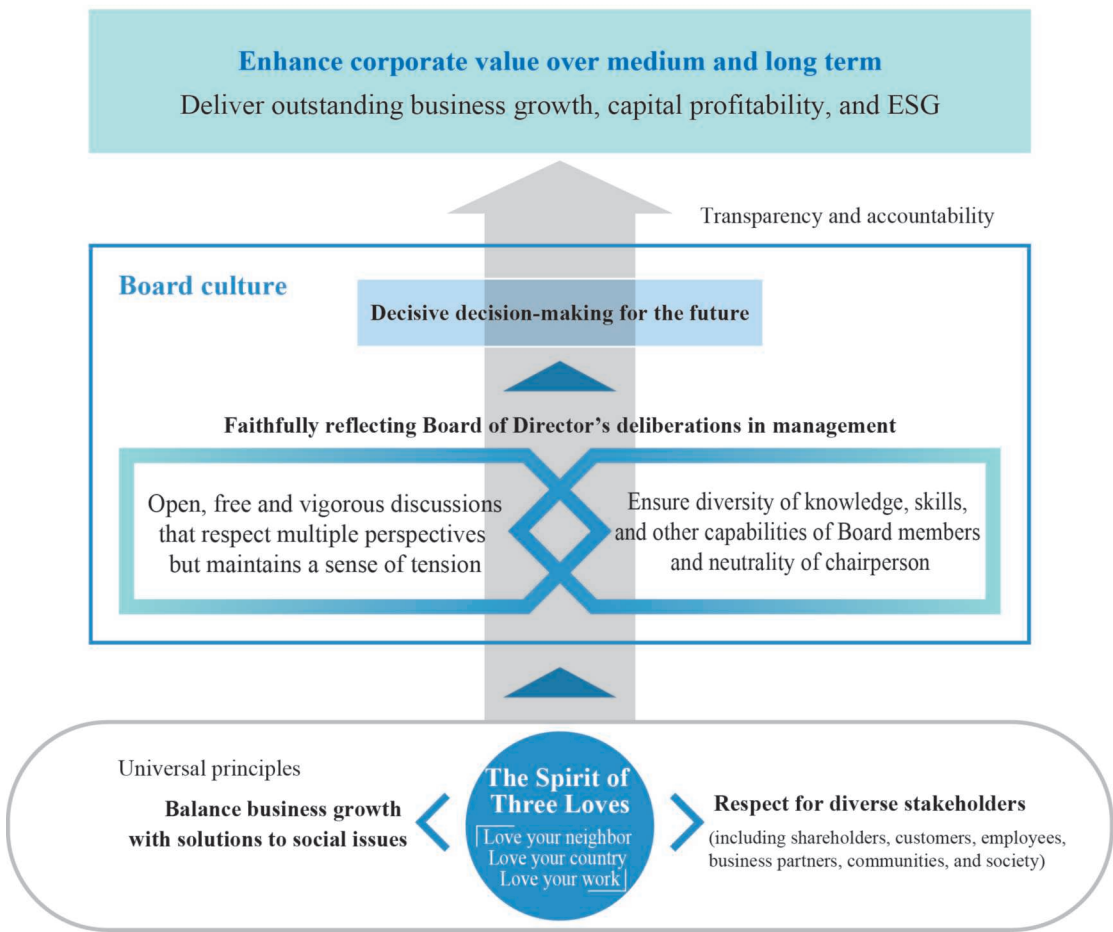 Enhance corporate value over medium and long term
Deliver outstanding business growth, capital profitability, and ESG
Transparency and accountability
Board culture
Decisive decision-making for the future
Faithfully reflecting Board of Director's deliberations in management
Open, free and vigorous discussions
that respect multiple perspectives
but maintains a sense of tension
Ensure diversity of knowledge, skills,
and other capabilities of Board members
and neutrality of chairperson
Universal principles
Balance business growth
with solutions to social issues
The Spirit of
Three Loves
「Love your neighbor
Love your country
Love your work」
Respect for diverse stakeholders
(including shareholders, customers, employees,
business partners, communities, and society)